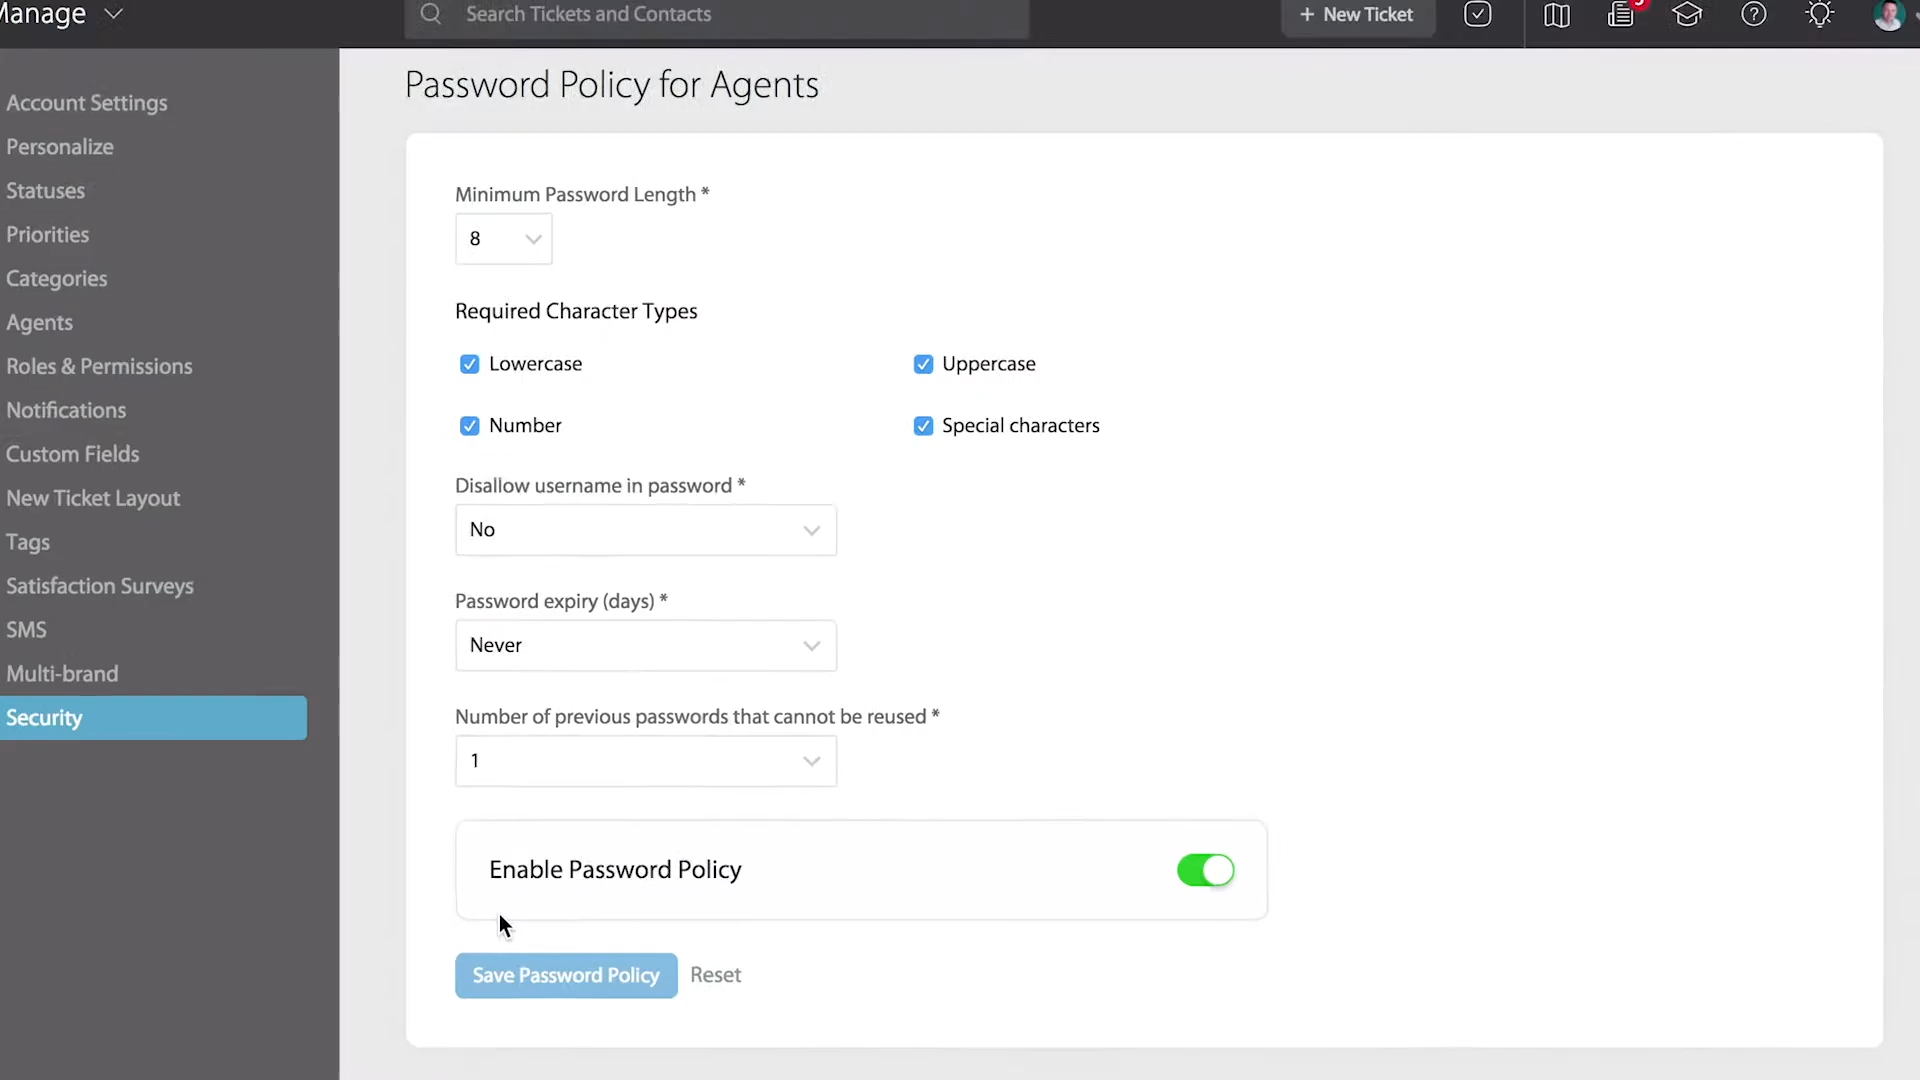 Manage
Search Tickets and Contacts
+ New Ticket
Account Settings
Personalize
Statuses
Priorities
Categories
Agents
Roles & Permissions
Notifications
Custom Fields
New Ticket Layout
Tags
Satisfaction Surveys
SMS
Multi-brand
Security
Password Policy for Agents
Minimum Password Length *
8
Required Character Types
Lowercase
Uppercase
Number
Special characters
Disallow username in password *
No
Password expiry (days) *
Never
Number of previous passwords that cannot be reused *
1
Enable Password Policy
Save Password Policy
Reset